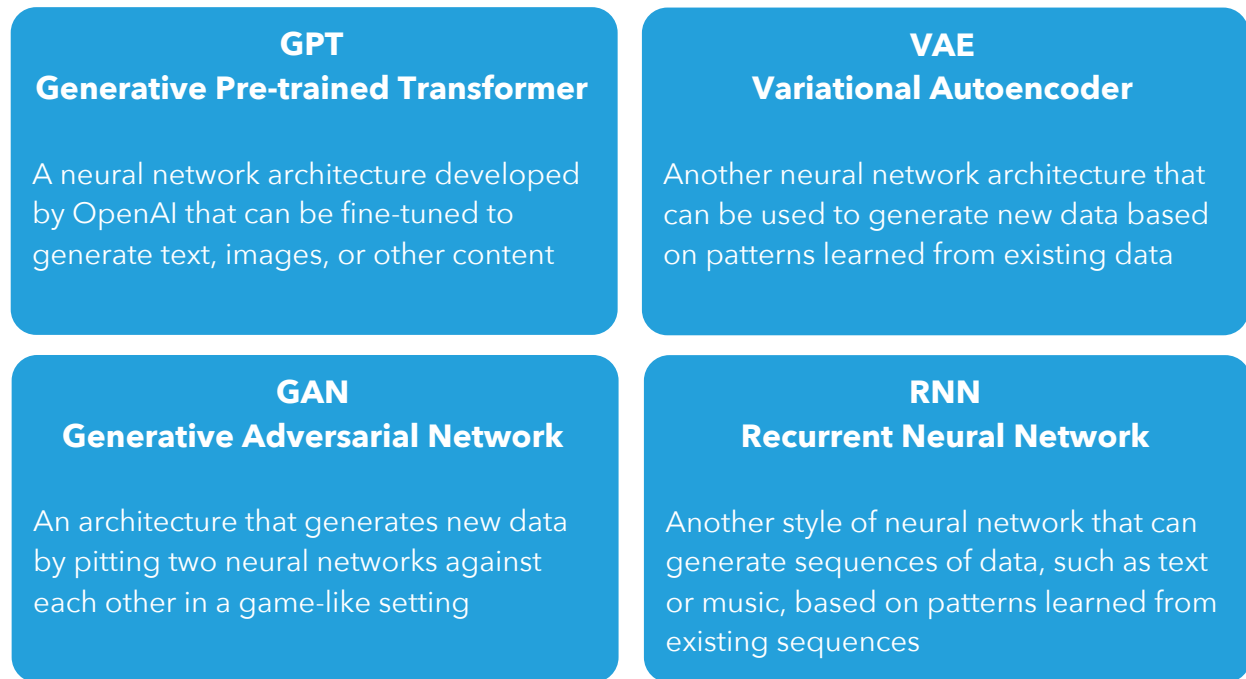 GPT
Generative Pre-trained Transformer
A neural network architecture developed
by OpenAI that can be fine-tuned to
generate text, images, or other content
VAE
Variational Autoencoder
Another neural network architecture that
can be used to generate new data based
on patterns learned from existing data
GAN
Generative Adversarial Network
An architecture that generates new data
by pitting two neural networks against
each other in a game-like setting
RNN
Recurrent Neural Network
Another style of neural network that can
generate sequences of data, such as text
or music, based on patterns learned from
existing sequences